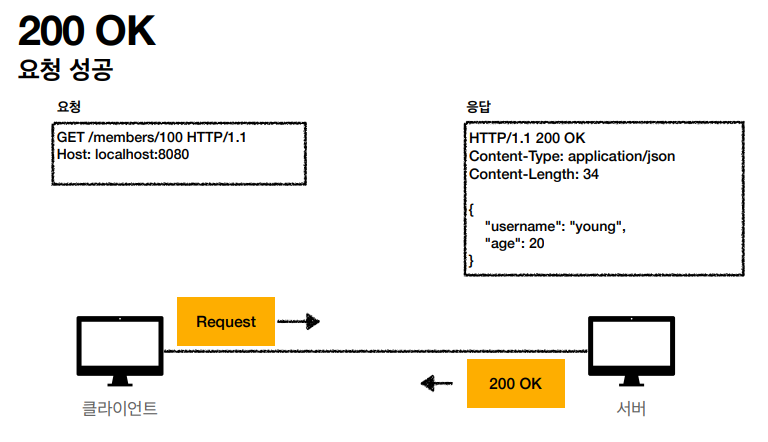 200 OK
요청 성공
요청
GET /members/100 HTTP/1.1
Host: localhost:8080
응답
HTTP/1.1 200 OK
Content-Type: application/json
Content-Length: 34
{
"username": "young",
"age": 20
}
Request
200 OK
클라이언트
서버